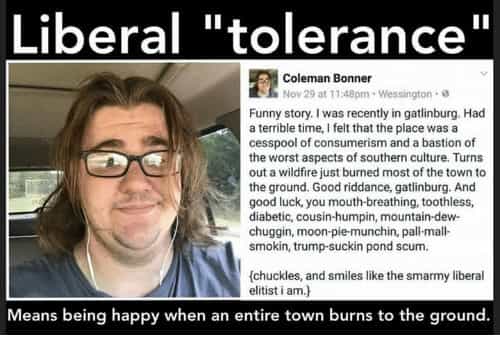 Liberal "tolerance"
Coleman Bonner
Nov 29 at 11:48pm • Wessington •
Funny story. I was recently in gatlinburg. Had
a terrible time, I felt that the place was a
cesspool of consumerism and a bastion of
the worst aspects of southern culture. Turns
out a wildfire just burned most of the town to
the ground. Good riddance, gatlinburg. And
good luck, you mouth-breathing, toothless,
diabetic, cousin-humpin, mountain-dew-
chuggin, moon-pie-munchin, pall-mall-
smokin, trump-suckin pond scum.
{chuckles, and smiles like the smarmy liberal
elitist i am.}
Means being happy when an entire town burns to the ground.